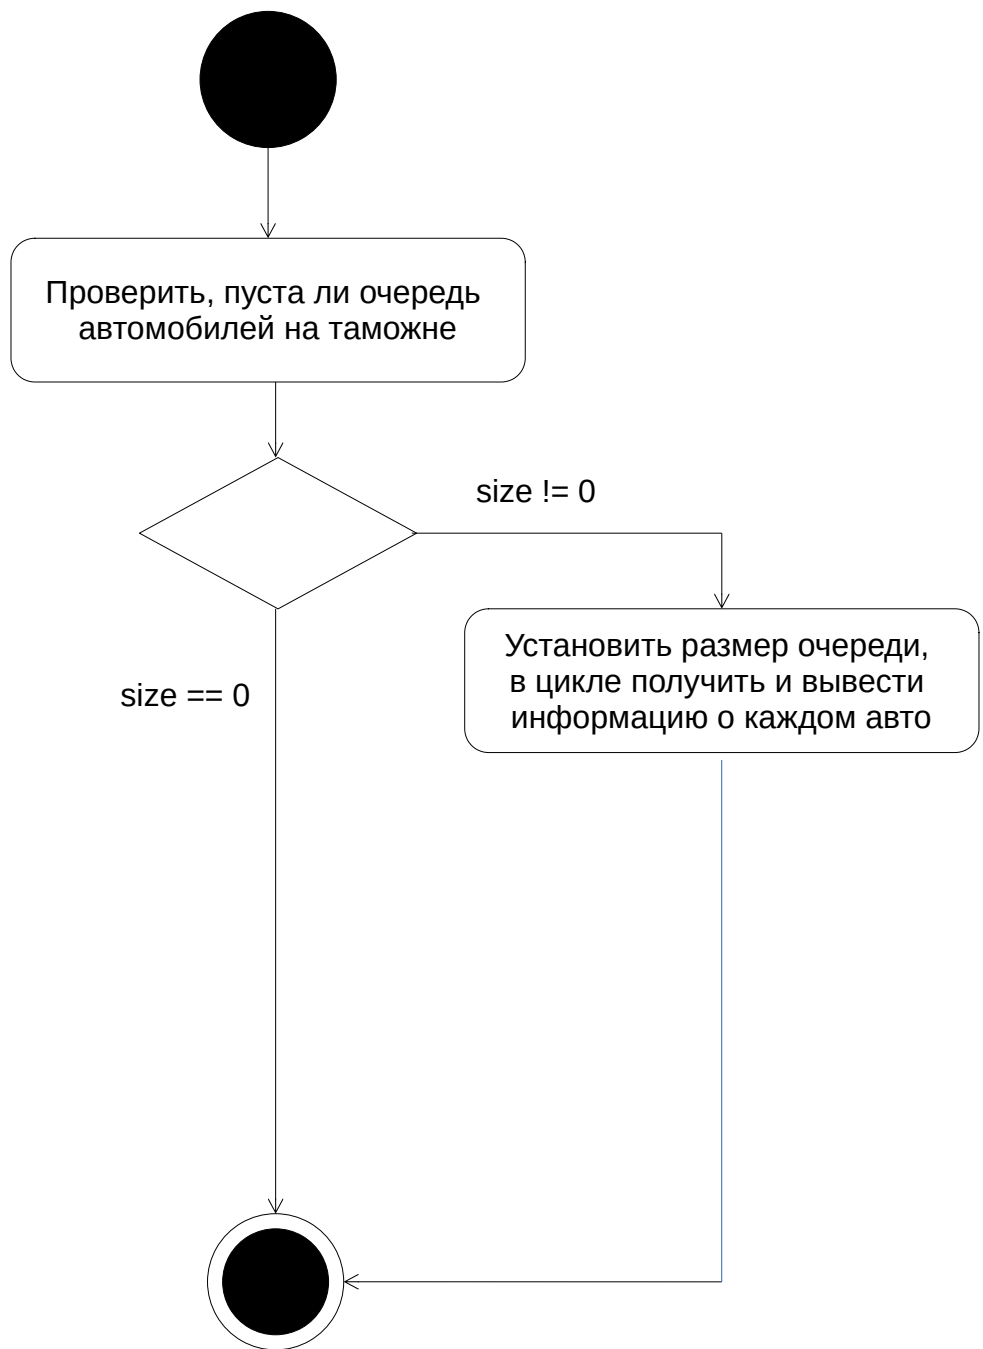 Проверить, пуста ли очередь
автомобилей на таможне
size != 0
Установить размер очереди,
в цикле получить и вывести
информацию о каждом авто
size == 0